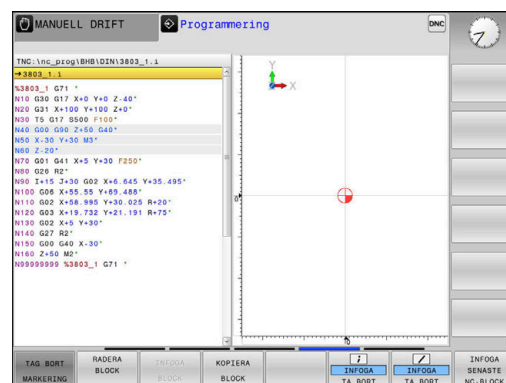 MANUELL DRIFT
Programmering
DNC
TNC:\nc_prog\BHB\DIN\3803_1.i
→3803_1.i
%3803_1 G71 *
N10 G30 G17 X+0 Y+0 Z-40*
N20 G31 X+100 Y+100 Z+0*
N30 T5 G17 S500 F100*
N40 G00 G90 Z+50 G40*
N50 X-30 Y+30 M3*
N60 Z-20*
N70 G01 G41 X+5 Y+30 F250*
N80 G26 R2*
N90 I+15 J+30 G02 X+6.645 Y+35.495*
N100 G06 X+55.55 Y+69.488*
N110 G02 X+58.995 Y+30.025 R+20*
N120 G03 X+19.732 Y+21.191 R+75*
N130 G02 X+5 Y+30*
N140 G27 R2*
N150 G00 G40 X-30*
N160 Z+50 M2*
N99999999 %3803_1 G71 *
Y
X
0
0
TAG BORT
MARKERING
RADERA
BLOCK
INFOGA
BLOCK
KOPIERA
BLOCK
INFOGA
TA BORT
INFOGA
TA BORT
INFOGA
SENASTE
NC-BLOCK